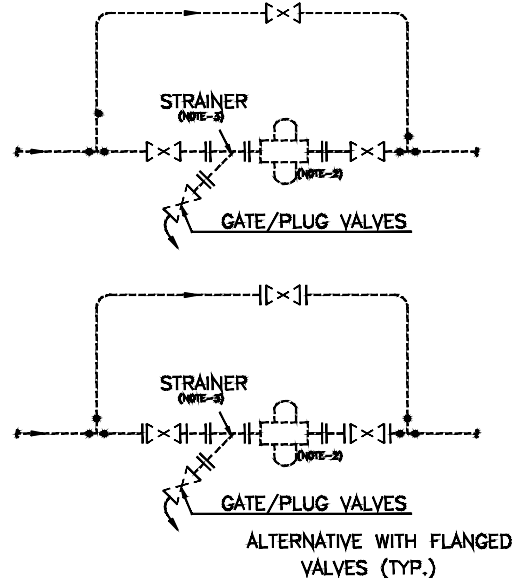 STRAINER
(NOTE-3)
(NOTE-2)
GATE/PLUG VALVES
STRAINER
(NOTE-3)
(NOTE-2)
GATE/PLUG VALVES
ALTERNATIVE WITH FLANGED
VALVES (TYP.)